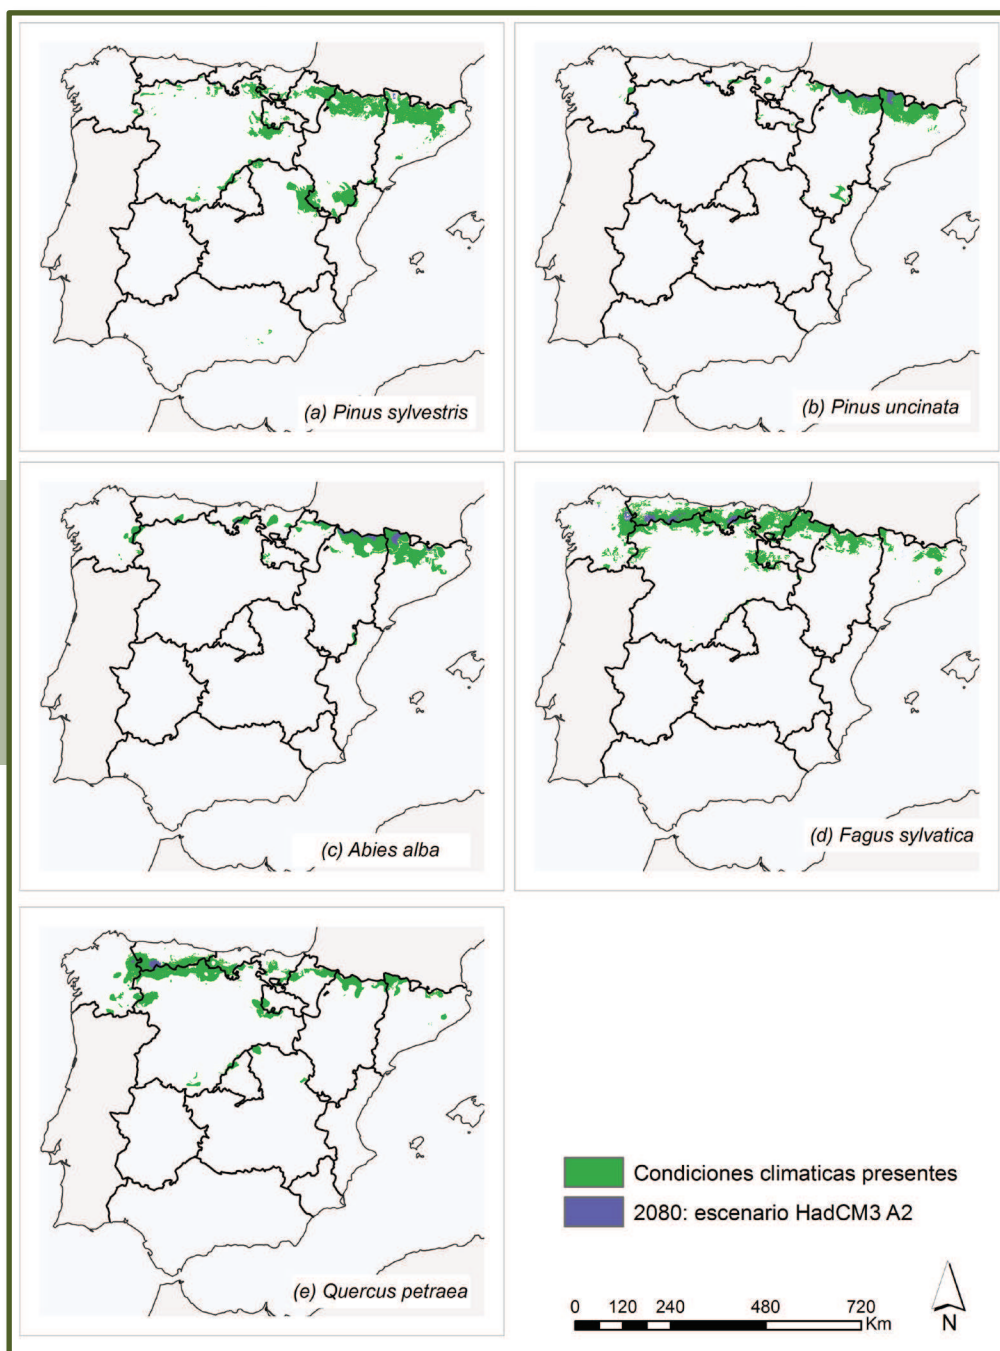 (a) Pinus sylvestris
(b) Pinus uncinata
(c) Abies alba
(d) Fagus sylvatica
(e) Quercus petraea
Condiciones climaticas presentes
2080: escenario HadCM3 A2
0 120 240 480 720
Km
N